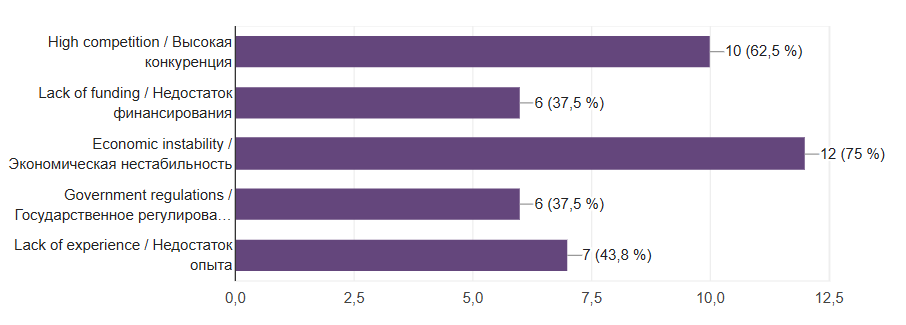 High competition / Высокая
конкуренция
10 (62,5 %)
Lack of funding / Недостаток
финансирования
6 (37,5 %)
Economic instability /
Экономическая нестабильность
12 (75 %)
Government regulations /
Государственное регулирова…
6 (37,5 %)
Lack of experience / Недостаток
опыта
7 (43,8 %)
0,0 2,5 5,0 7,5 10,0 12,5